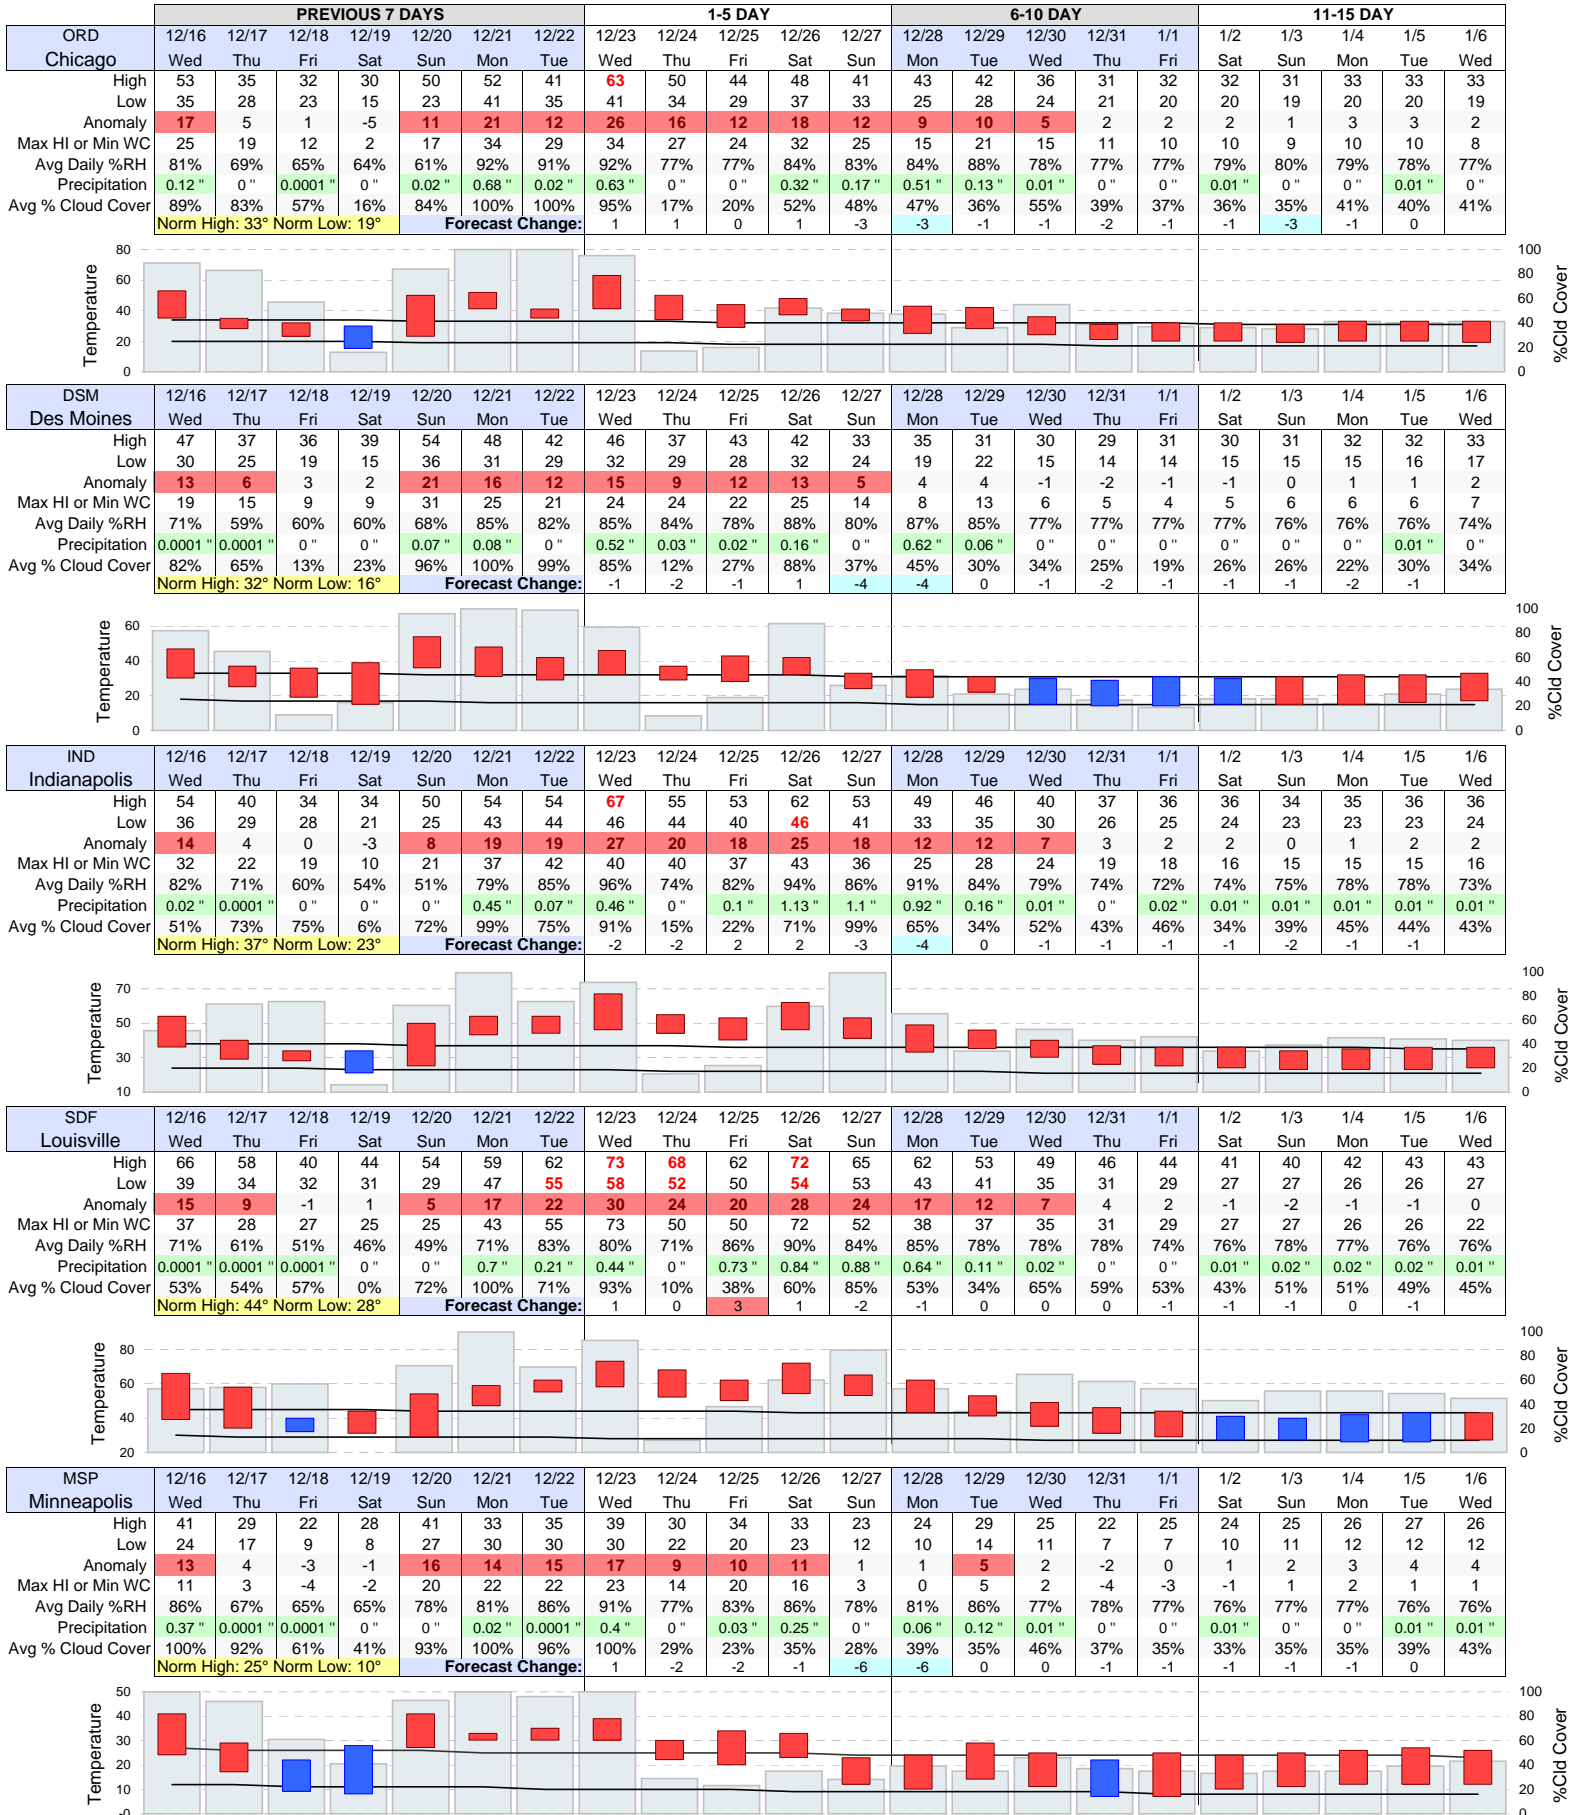 PREVIOUS 7 DAYS 1-5 DAY 6-10 DAY 11-15 DAY
ORD 12/16 12/17 12/18 12/19 12/20 12/21 12/22 12/23 12/24 12/25 12/26 12/27 12/28 12/29 12/30 12/31 1/1 1/2 1/3 1/4 1/5 1/6
Chicago Wed Thu Fri Sat Sun Mon Tue Wed Thu Fri Sat Sun Mon Tue Wed Thu Fri Sat Sun Mon Tue Wed
High 53 35 32 30 50 52 41 63 50 44 48 41 43 42 36 31 32 32 31 33 33 33
Low 35 28 23 15 23 41 35 41 34 29 37 33 25 28 24 21 20 20 19 20 20 19
Anomaly 17 5 1 -5 11 21 12 26 16 12 18 12 9 10 5 2 2 2 1 3 3 2
Max HI or Min WC 25 19 12 2 17 34 29 34 27 24 32 25 15 21 15 11 10 10 9 10 10 8
Avg Daily %RH 81% 69% 65% 64% 61% 92% 91% 92% 77% 77% 84% 83% 84% 88% 78% 77% 77% 79% 80% 79% 78% 77%
Precipitation 0.12 " 0 " 0.0001 " 0 " 0.02 " 0.68 " 0.02 " 0.63 " 0 " 0 " 0.32 " 0.17 " 0.51 " 0.13 " 0.01 " 0 " 0 " 0.01 " 0 " 0 " 0.01 " 0 "
Avg % Cloud Cover 89% 83% 57% 16% 84% 100% 100% 95% 17% 20% 52% 48% 47% 36% 55% 39% 37% 36% 35% 41% 40% 41%
Norm High: 33° Norm Low: 19° Forecast Change: 1 1 0 1 -3 -3 -1 -1 -2 -1 -1 -3 -1 0
Temperature
80
60
40
20
0
100
80
60
40
20
0
%Cld Cover
DSM 12/16 12/17 12/18 12/19 12/20 12/21 12/22 12/23 12/24 12/25 12/26 12/27 12/28 12/29 12/30 12/31 1/1 1/2 1/3 1/4 1/5 1/6
Des Moines Wed Thu Fri Sat Sun Mon Tue Wed Thu Fri Sat Sun Mon Tue Wed Thu Fri Sat Sun Mon Tue Wed
High 47 37 36 39 54 48 42 46 37 43 42 33 35 31 30 29 31 30 31 32 32 33
Low 30 25 19 15 36 31 29 32 29 28 32 24 19 22 15 14 14 15 15 15 16 17
Anomaly 13 6 3 2 21 16 12 15 9 12 13 5 4 4 -1 -2 -1 -1 0 1 1 2
Max HI or Min WC 19 15 9 9 31 25 21 24 24 22 25 14 8 13 6 5 4 5 6 6 6 7
Avg Daily %RH 71% 59% 60% 60% 68% 85% 82% 85% 84% 78% 88% 80% 87% 85% 77% 77% 77% 77% 76% 76% 76% 74%
Precipitation 0.0001 " 0.0001 " 0 " 0 " 0.07 " 0.08 " 0 " 0.52 " 0.03 " 0.02 " 0.16 " 0 " 0.62 " 0.06 " 0 " 0 " 0 " 0 " 0 " 0 " 0.01 " 0 "
Avg % Cloud Cover 82% 65% 13% 23% 96% 100% 99% 85% 12% 27% 88% 37% 45% 30% 34% 25% 19% 26% 26% 22% 30% 34%
Norm High: 32° Norm Low: 16° Forecast Change: -1 -2 -1 1 -4 -4 0 -1 -2 -1 -1 -1 -2 -1
Temperature
60
40
20
0
100
80
60
40
20
0
%Cld Cover
IND 12/16 12/17 12/18 12/19 12/20 12/21 12/22 12/23 12/24 12/25 12/26 12/27 12/28 12/29 12/30 12/31 1/1 1/2 1/3 1/4 1/5 1/6
Indianapolis Wed Thu Fri Sat Sun Mon Tue Wed Thu Fri Sat Sun Mon Tue Wed Thu Fri Sat Sun Mon Tue Wed
High 54 40 34 34 50 54 54 67 55 53 62 53 49 46 40 37 36 36 34 35 36 36
Low 36 29 28 21 25 43 44 46 44 40 46 41 33 35 30 26 25 24 23 23 23 24
Anomaly 14 4 0 -3 8 19 19 27 20 18 25 18 12 12 7 3 2 2 0 1 2 2
Max HI or Min WC 32 22 19 10 21 37 42 40 40 37 43 36 25 28 24 19 18 16 15 15 15 16
Avg Daily %RH 82% 71% 60% 54% 51% 79% 85% 96% 74% 82% 94% 86% 91% 84% 79% 74% 72% 74% 75% 78% 78% 73%
Precipitation 0.02 " 0.0001 " 0 " 0 " 0 " 0.45 " 0.07 " 0.46 " 0 " 0.1 " 1.13 " 1.1 " 0.92 " 0.16 " 0.01 " 0 " 0.02 " 0.01 " 0.01 " 0.01 " 0.01 " 0.01 "
Avg % Cloud Cover 51% 73% 75% 6% 72% 99% 75% 91% 15% 22% 71% 99% 65% 34% 52% 43% 46% 34% 39% 45% 44% 43%
Norm High: 37° Norm Low: 23° Forecast Change: -2 -2 2 2 -3 -4 0 -1 -1 -1 -1 -2 -1 -1
Temperature
70
50
30
10
100
80
60
40
20
0
%Cld Cover
SDF 12/16 12/17 12/18 12/19 12/20 12/21 12/22 12/23 12/24 12/25 12/26 12/27 12/28 12/29 12/30 12/31 1/1 1/2 1/3 1/4 1/5 1/6
Louisville Wed Thu Fri Sat Sun Mon Tue Wed Thu Fri Sat Sun Mon Tue Wed Thu Fri Sat Sun Mon Tue Wed
High 66 58 40 44 54 59 62 73 68 62 72 65 62 53 49 46 44 41 40 42 43 43
Low 39 34 32 31 29 47 55 58 52 50 54 53 43 41 35 31 29 27 27 26 26 27
Anomaly 15 9 -1 1 5 17 22 30 24 20 28 24 17 12 7 4 2 -1 -2 -1 -1 0
Max HI or Min WC 37 28 27 25 25 43 55 73 50 50 72 52 38 37 35 31 29 27 27 26 26 22
Avg Daily %RH 71% 61% 51% 46% 49% 71% 83% 80% 71% 86% 90% 84% 85% 78% 78% 78% 74% 76% 78% 77% 76% 76%
Precipitation 0.0001 " 0.0001 " 0.0001 " 0 " 0 " 0.7 " 0.21 " 0.44 " 0 " 0.73 " 0.84 " 0.88 " 0.64 " 0.11 " 0.02 " 0 " 0 " 0.01 " 0.02 " 0.02 " 0.02 " 0.01 "
Avg % Cloud Cover 53% 54% 57% 0% 72% 100% 71% 93% 10% 38% 60% 85% 53% 34% 65% 59% 53% 43% 51% 51% 49% 45%
Norm High: 44° Norm Low: 28° Forecast Change: 1 0 3 1 -2 -1 0 0 0 -1 -1 -1 0 -1
Temperature
80
60
40
20
100
80
60
40
20
0
%Cld Cover
MSP 12/16 12/17 12/18 12/19 12/20 12/21 12/22 12/23 12/24 12/25 12/26 12/27 12/28 12/29 12/30 12/31 1/1 1/2 1/3 1/4 1/5 1/6
Minneapolis Wed Thu Fri Sat Sun Mon Tue Wed Thu Fri Sat Sun Mon Tue Wed Thu Fri Sat Sun Mon Tue Wed
High 41 29 22 28 41 33 35 39 30 34 33 23 24 29 25 22 25 24 25 26 27 26
Low 24 17 9 8 27 30 30 30 22 20 23 12 10 14 11 7 7 10 11 12 12 12
Anomaly 13 4 -3 -1 16 14 15 17 9 10 11 1 1 5 2 -2 0 1 2 3 4 4
Max HI or Min WC 11 3 -4 -2 20 22 22 23 14 20 16 3 0 5 2 -4 -3 -1 1 2 1 1
Avg Daily %RH 86% 67% 65% 65% 78% 81% 86% 91% 77% 83% 86% 78% 81% 86% 77% 78% 77% 76% 77% 77% 76% 76%
Precipitation 0.37 " 0.0001 " 0.0001 " 0 " 0 " 0.02 " 0.0001 " 0.4 " 0 " 0.03 " 0.25 " 0 " 0.06 " 0.12 " 0.01 " 0 " 0 " 0.01 " 0 " 0 " 0.01 " 0.01 "
Avg % Cloud Cover 100% 92% 61% 41% 93% 100% 96% 100% 29% 23% 35% 28% 39% 35% 46% 37% 35% 33% 35% 35% 39% 43%
Norm High: 25° Norm Low: 10° Forecast Change: 1 -2 -2 -1 -6 -6 0 0 -1 -1 -1 -1 -1 0
Temperature
50
40
30
20
10
-0
100
80
60
40
20
0
%Cld Cover